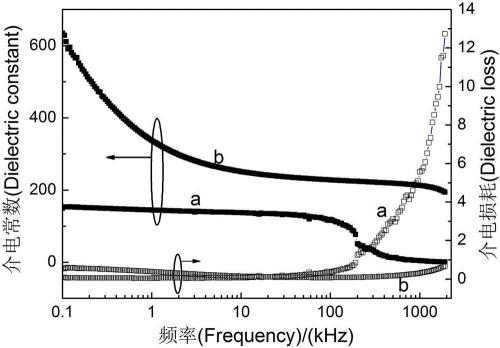 介电常数(Dielectric constant)
600
400
200
0
14
12
10
8
6
4
2
0
介电损耗(Dielectric loss)
b
a
a
b
0.1
1
10
100
1000
频率(Frequency)/(kHz)